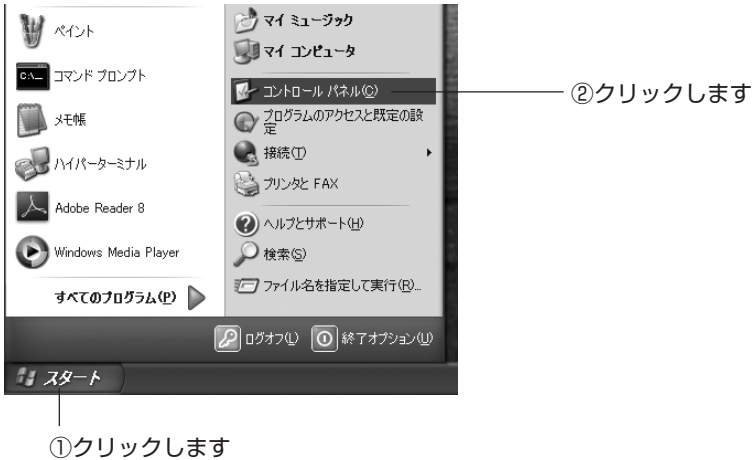 ペイント
コマンド プロンプト
メモ帳
ハイパーターミナル
Adobe Reader 8
Windows Media Player
すべてのプログラム(P)
マイ ミュージック
マイ コンピュータ
コントロール パネル(C)
プログラムのアクセスと既定の設
定
接続(T)
プリンタと FAX
ヘルプとサポート(H)
検索(S)
ファイル名を指定して実行(R)...
ログオフ(L) 終了オプション(U)
スタート
②クリックします
①クリックします